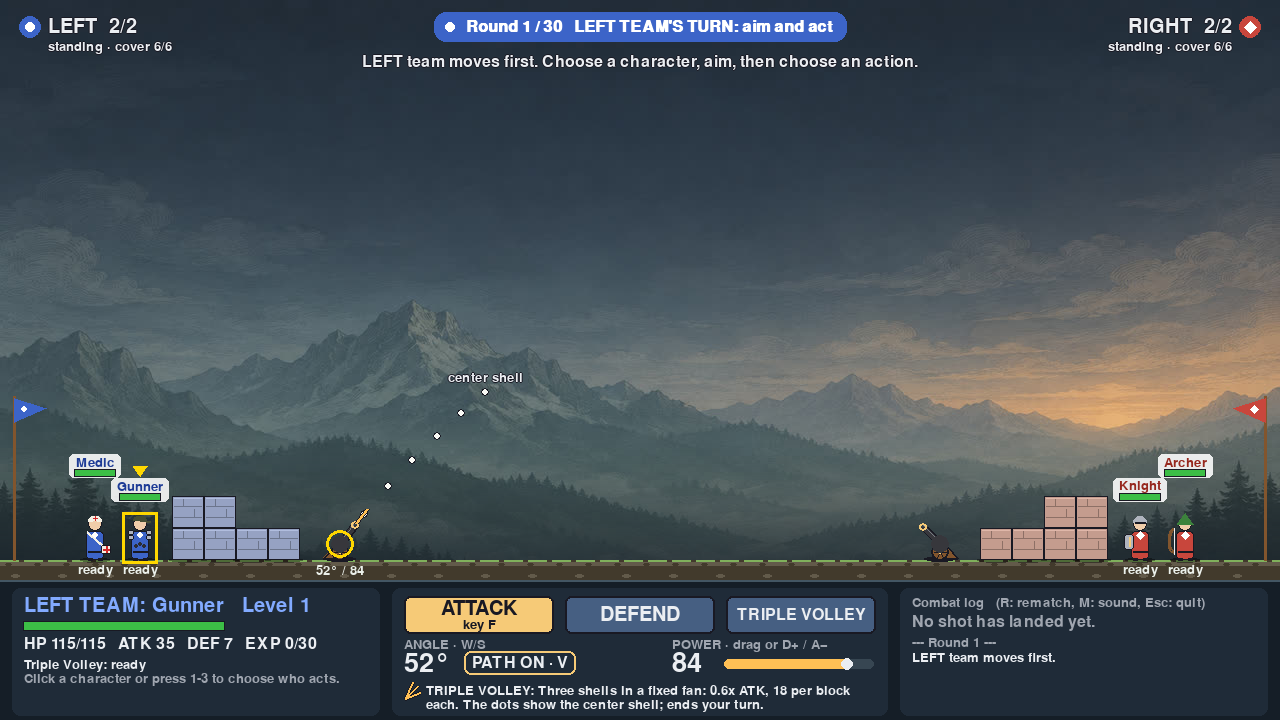 LEFT 2/2
standing · cover 6/6
Round 1 / 30 LEFT TEAM'S TURN: aim and act
LEFT team moves first. Choose a character, aim, then choose an action.
RIGHT 2/2
standing · cover 6/6
center shell
Medic
Gunner
Archer
Knight
ready ready
52° / 84
ready ready
LEFT TEAM: Gunner Level 1
HP 115/115 ATK 35 DEF 7 EXP 0/30
Triple Volley: ready
Click a character or press 1-3 to choose who acts.
ATTACK
key F
DEFEND
TRIPLE VOLLEY
ANGLE · W/S
52°
PATH ON · V
POWER · drag or D+ / A–
84
TRIPLE VOLLEY: Three shells in a fixed fan: 0.6x ATK, 18 per block
each. The dots show the center shell; ends your turn.
Combat log (R: rematch, M: sound, Esc: quit)
No shot has landed yet.
--- Round 1 ---
LEFT team moves first.